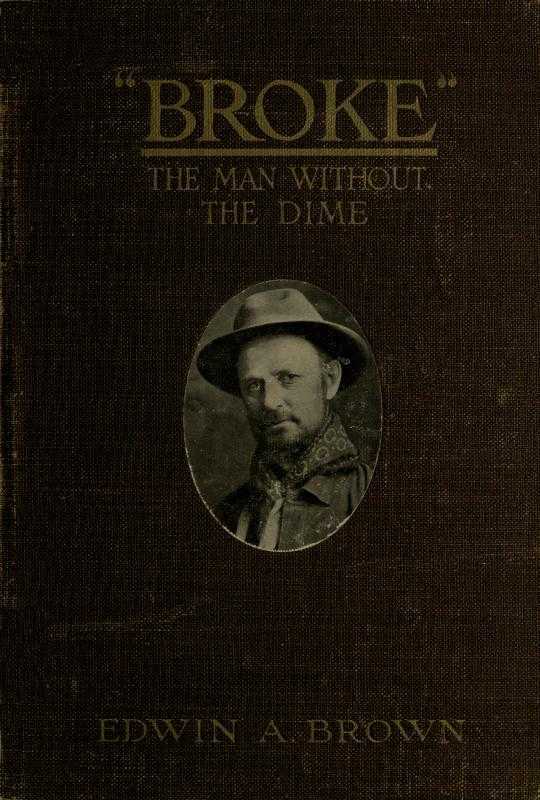 "BROKE"
THE MAN WITHOUT
THE DIME
EDWIN A. BROWN